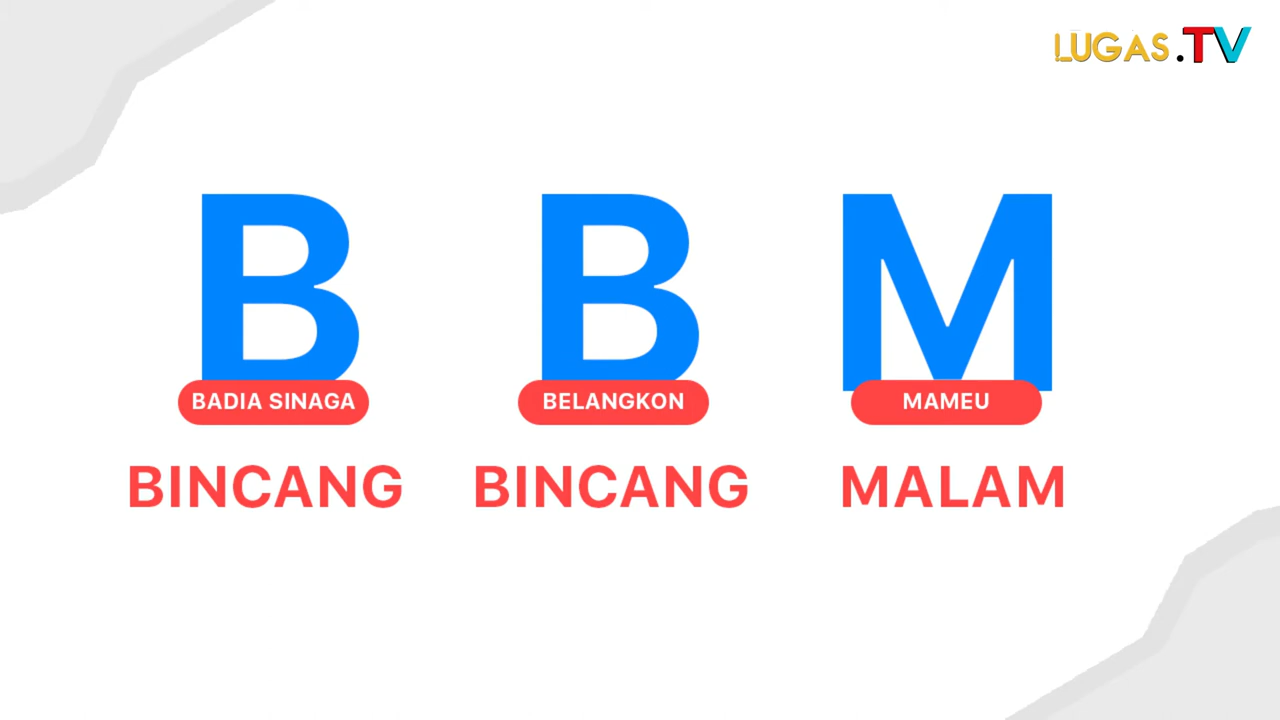 LUGAS.TV
B B M
BADIA SINAGA BELANGKON MAMEU
BINCANG BINCANG MALAM